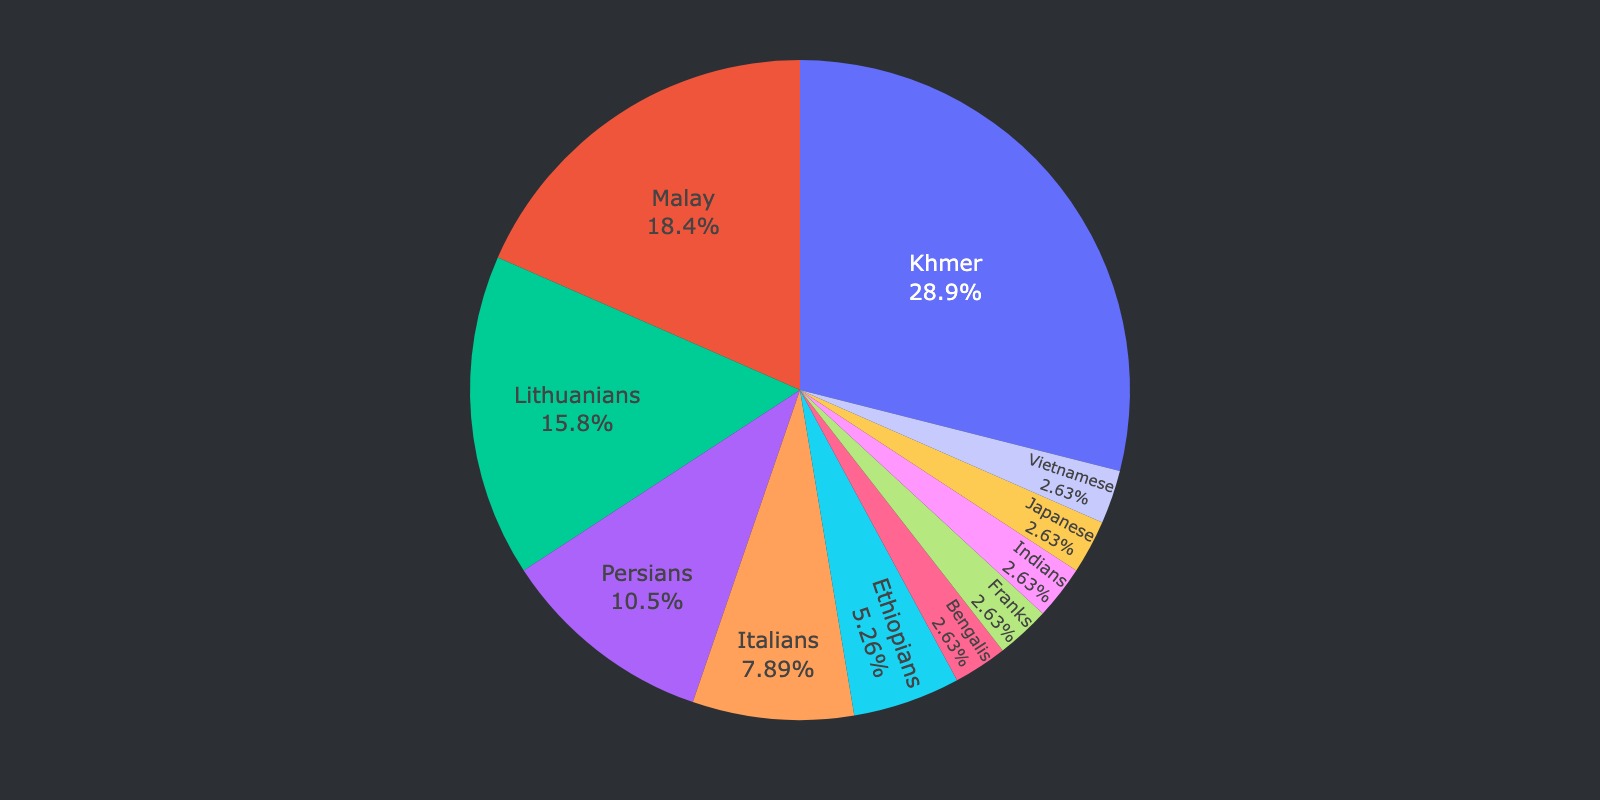 Malay
18.4%
Khmer
28.9%
Lithuanians
15.8%
Persians
10.5%
Italians
7.89%
Ethiopians
5.26%
Bengalis
2.63%
Franks
2.63%
Indians
2.63%
Japanese
2.63%
Vietnamese
2.63%